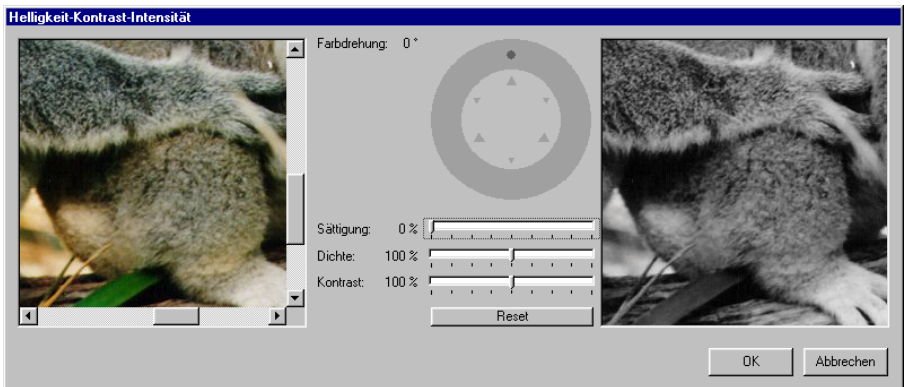 Helligkeit-Kontrast-Intensität
Farbdrehung: 0 °
Sättigung: 0 %
Dichte: 100 %
Kontrast: 100 %
Reset
OK
Abbrechen